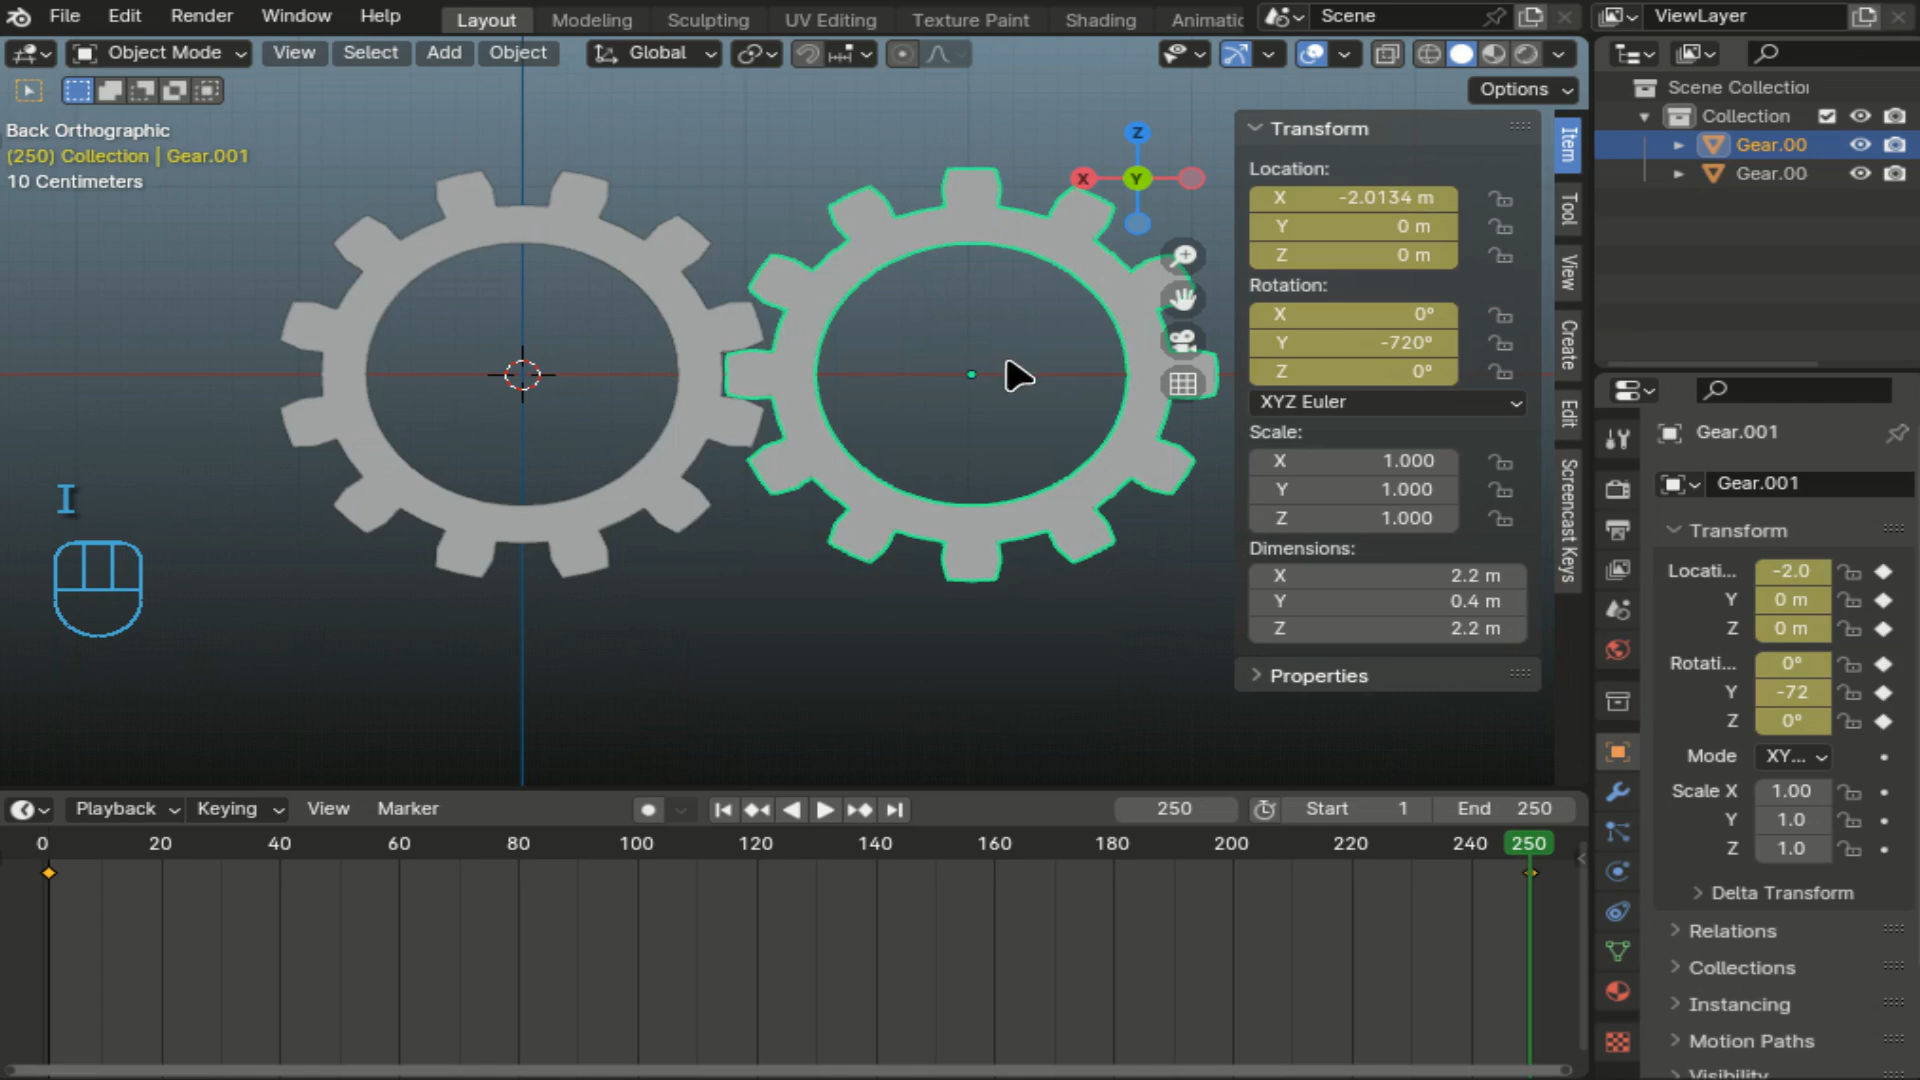 File Edit Render Window Help
Layout Modeling Sculpting UV Editing Texture Paint Shading Animatic
Scene
ViewLayer
Object Mode View Select Add Object
Global
Options
Back Orthographic
(250) Collection | Gear.001
10 Centimeters
Z
X
Y
I
Transform
Location:
X -2.0134 m
Y 0 m
Z 0 m
Rotation:
X 0°
Y -720°
Z 0°
XYZ Euler
Scale:
X 1.000
Y 1.000
Z 1.000
Dimensions:
X 2.2 m
Y 0.4 m
Z 2.2 m
Properties
Item
Tool
View
Create
Edit
Screencast Keys
Scene Collection
Collection
Gear.00
Gear.00
Gear.001
Gear.001
Transform
Locati... -2.0
Y 0 m
Z 0 m
Rotati... 0°
Y -72
Z 0°
Mode XY...
Scale X 1.00
Y 1.0
Z 1.0
Delta Transform
Relations
Collections
Instancing
Motion Paths
Visibility
Playback Keying View Marker
250
Start 1
End 250
0 20 40 60 80 100 120 140 160 180 200 220 240 250